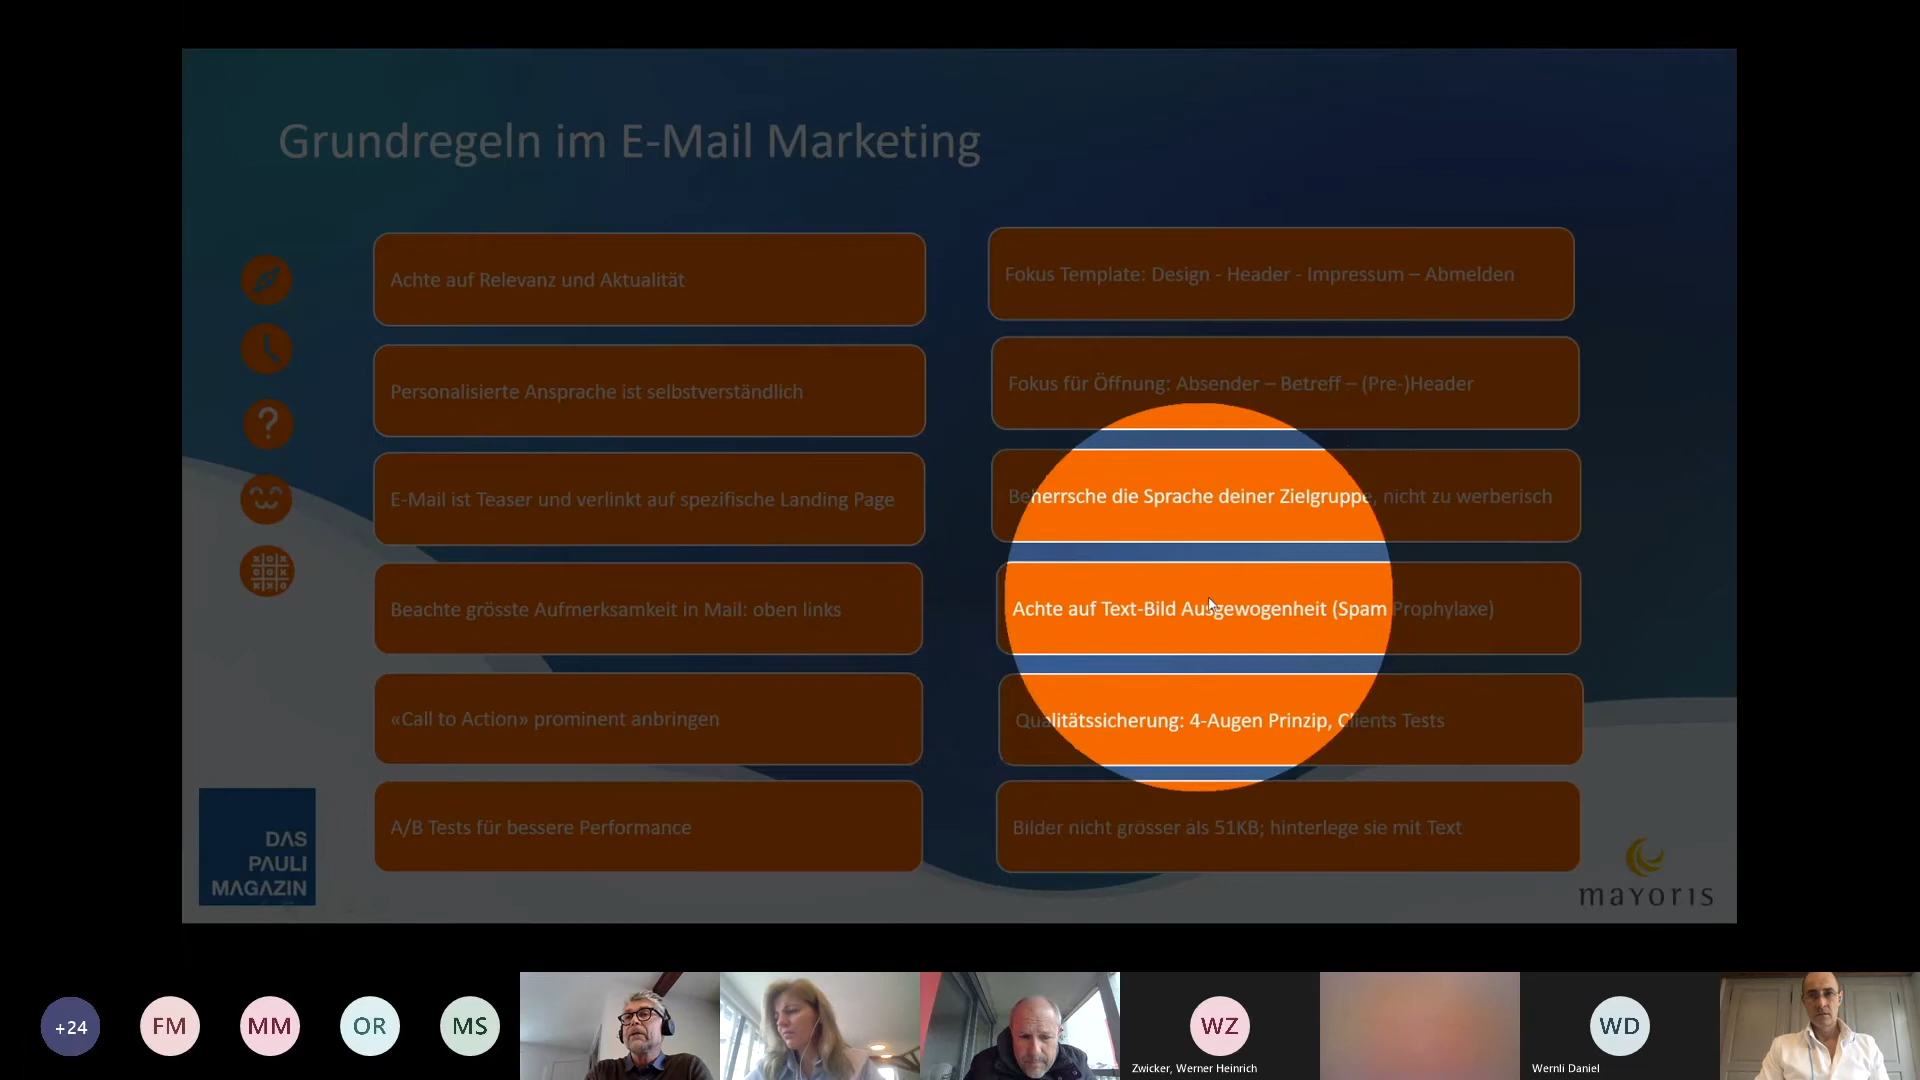 Grundregeln im E-Mail Marketing
Achte auf Relevanz und Aktualität
Personalisierte Ansprache ist selbstverständlich
E-Mail ist Teaser und verlinkt auf spezifische Landing Page
Beachte grösste Aufmerksamkeit in Mail: oben links
«Call to Action» prominent anbringen
A/B Tests für bessere Performance
Fokus Template: Design - Header - Impressum – Abmelden
Fokus für Öffnung: Absender – Betreff – (Pre-)Header
Beherrsche die Sprache deiner Zielgruppe, nicht zu werberisch
Achte auf Text-Bild Ausgewogenheit (Spam Prophylaxe)
Qualitätssicherung: 4-Augen Prinzip, Clients Tests
Bilder nicht grösser als 51KB; hinterlege sie mit Text
DAS
PAULI
MAGAZIN
mayoris
+24
FM
MM
OR
MS
WZ
Zwicker, Werner Heinrich
WD
Wernli Daniel